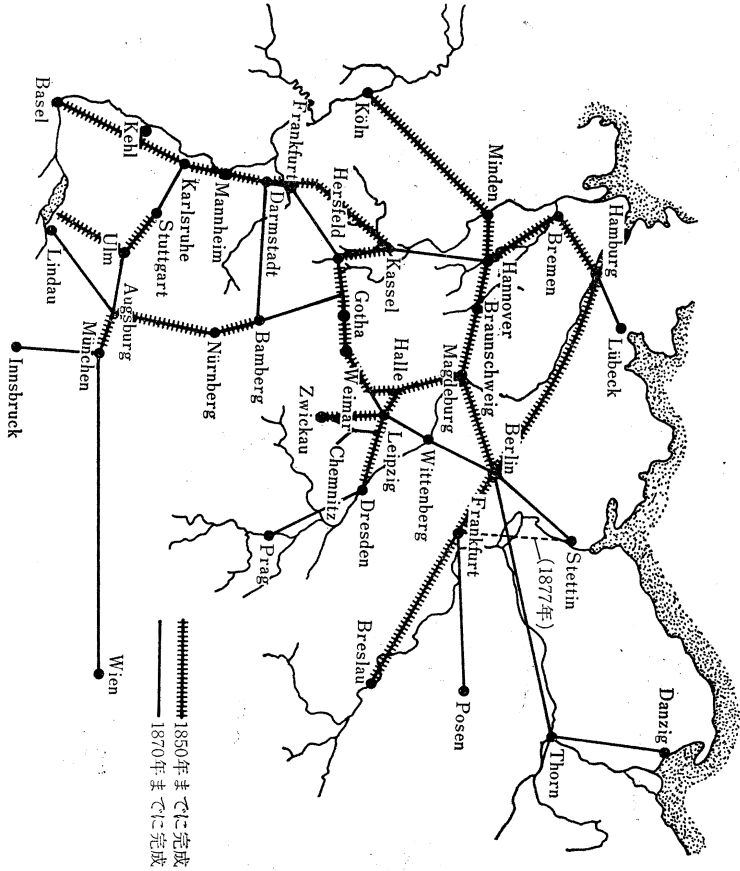 Hamburg
Lübeck
Bremen
Stettin
(1877年)
Danzig
Thorn
Minden
Hannover
Braunschweig
Magdeburg
Berlin
Frankfurt
Posen
Köln
Kassel
Hersfeld
Gotha
Halle
Weimar
Leipzig
Wittenberg
Dresden
Chemnitz
Zwickau
Breslau
Prag
Frankfurt
Darmstadt
Mannheim
Bamberg
Nürnberg
Karlsruhe
Kehl
Stuttgart
Basel
Ulm
Augsburg
Lindau
München
Innsbruck
Wien
1850年までに完成
1870年までに完成